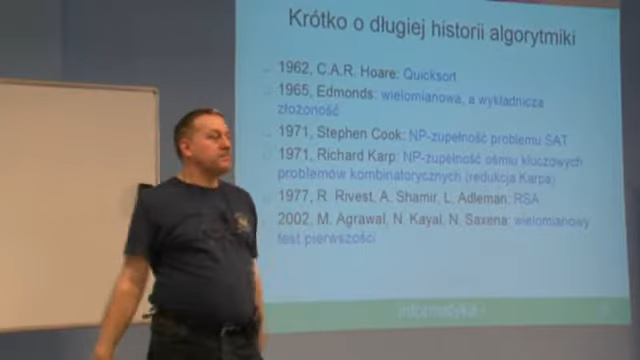 Krótko o długiej historii algorytmiki
1962, C.A.R. Hoare: Quicksort
1965, Edmonds: wielomianowa, a wykładnicza
złożoność
1971, Stephen Cook: NP-zupełność problemu SAT
1971, Richard Karp: NP-zupełność ośmiu kluczowych
problemów kombinatorycznych (redukcja Karpa)
1977, R. Rivest, A. Shamir, L. Adleman: RSA
2002, M. Agrawal, N. Kayal, N. Saxena: wielomianowy
test pierwszości
informatyka +